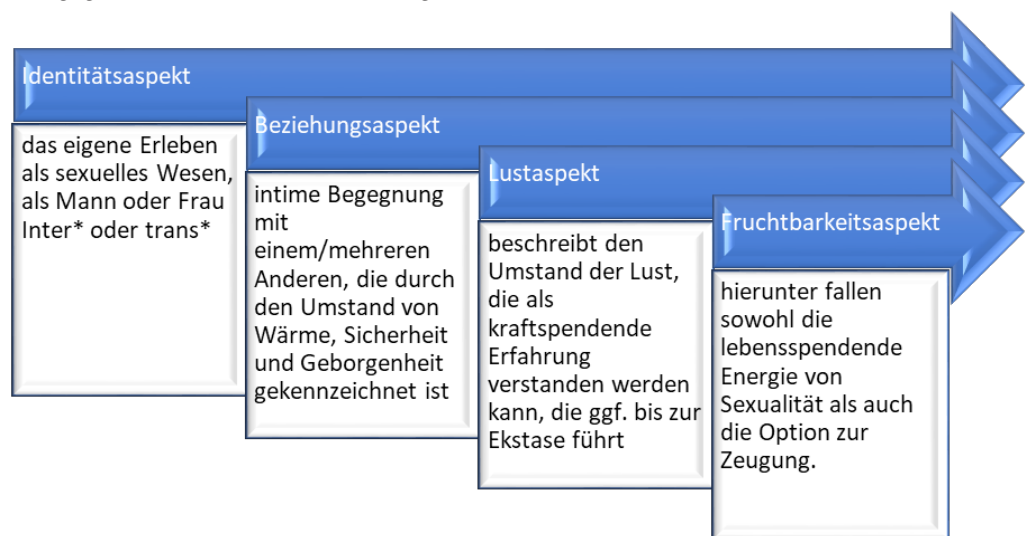 Identitätsaspekt
das eigene Erleben
als sexuelles Wesen,
als Mann oder Frau
Inter* oder trans*
Beziehungsaspekt
intime Begegnung
mit
einem/mehreren
Anderen, die durch
den Umstand von
Wärme, Sicherheit
und Geborgenheit
gekennzeichnet ist
Lustaspekt
beschreibt den
Umstand der Lust,
die als
kraftspendende
Erfahrung
verstanden werden
kann, die ggf. bis zur
Ekstase führt
Fruchtbarkeitsaspekt
hierunter fallen
sowohl die
lebensspendende
Energie von
Sexualität als auch
die Option zur
Zeugung.